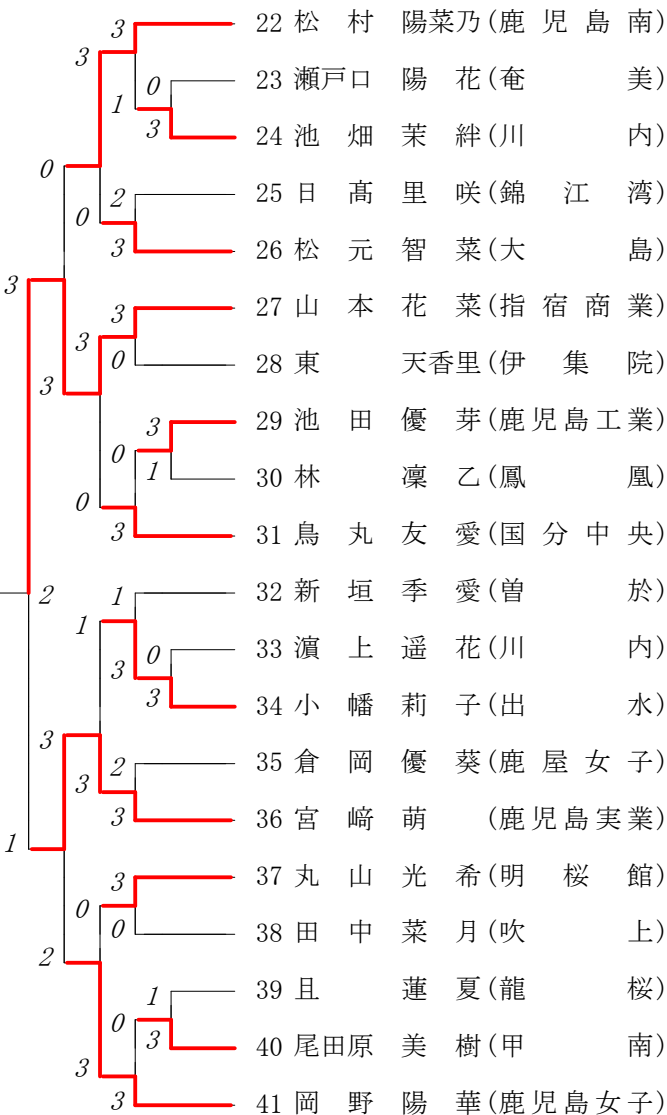 3 22 松村 陽菜乃 (鹿児島南)
3
0 23 瀬戸口 陽花 (奄美)
1
3 24 池畑茉絆 (川内)
0
2 25 日髙里咲 (錦江湾)
0
3 26 松元智菜 (大島)
3
3 27 山本花菜 (指宿商業)
3
0 28 東 天香里 (伊集院)
3
3 29 池田優芽 (鹿児島工業)
0
1 30 林 凜乙 (鳳凰)
0
3 31 鳥丸友愛 (国分中央)
2
1 32 新垣季愛 (曽於)
1
0 33 濵上遥花 (川内)
3
3 34 小幡莉子 (出水)
3
2 35 倉岡優葵 (鹿屋女子)
3
3 36 宮﨑萌 (鹿児島実業)
1
3 37 丸山光希 (明桜館)
0
0 38 田中菜月 (吹上)
2
1 39 且 蓮夏 (龍桜)
0
3 40 尾田原美樹 (甲南)
3
3 41 岡野陽華 (鹿児島女子)